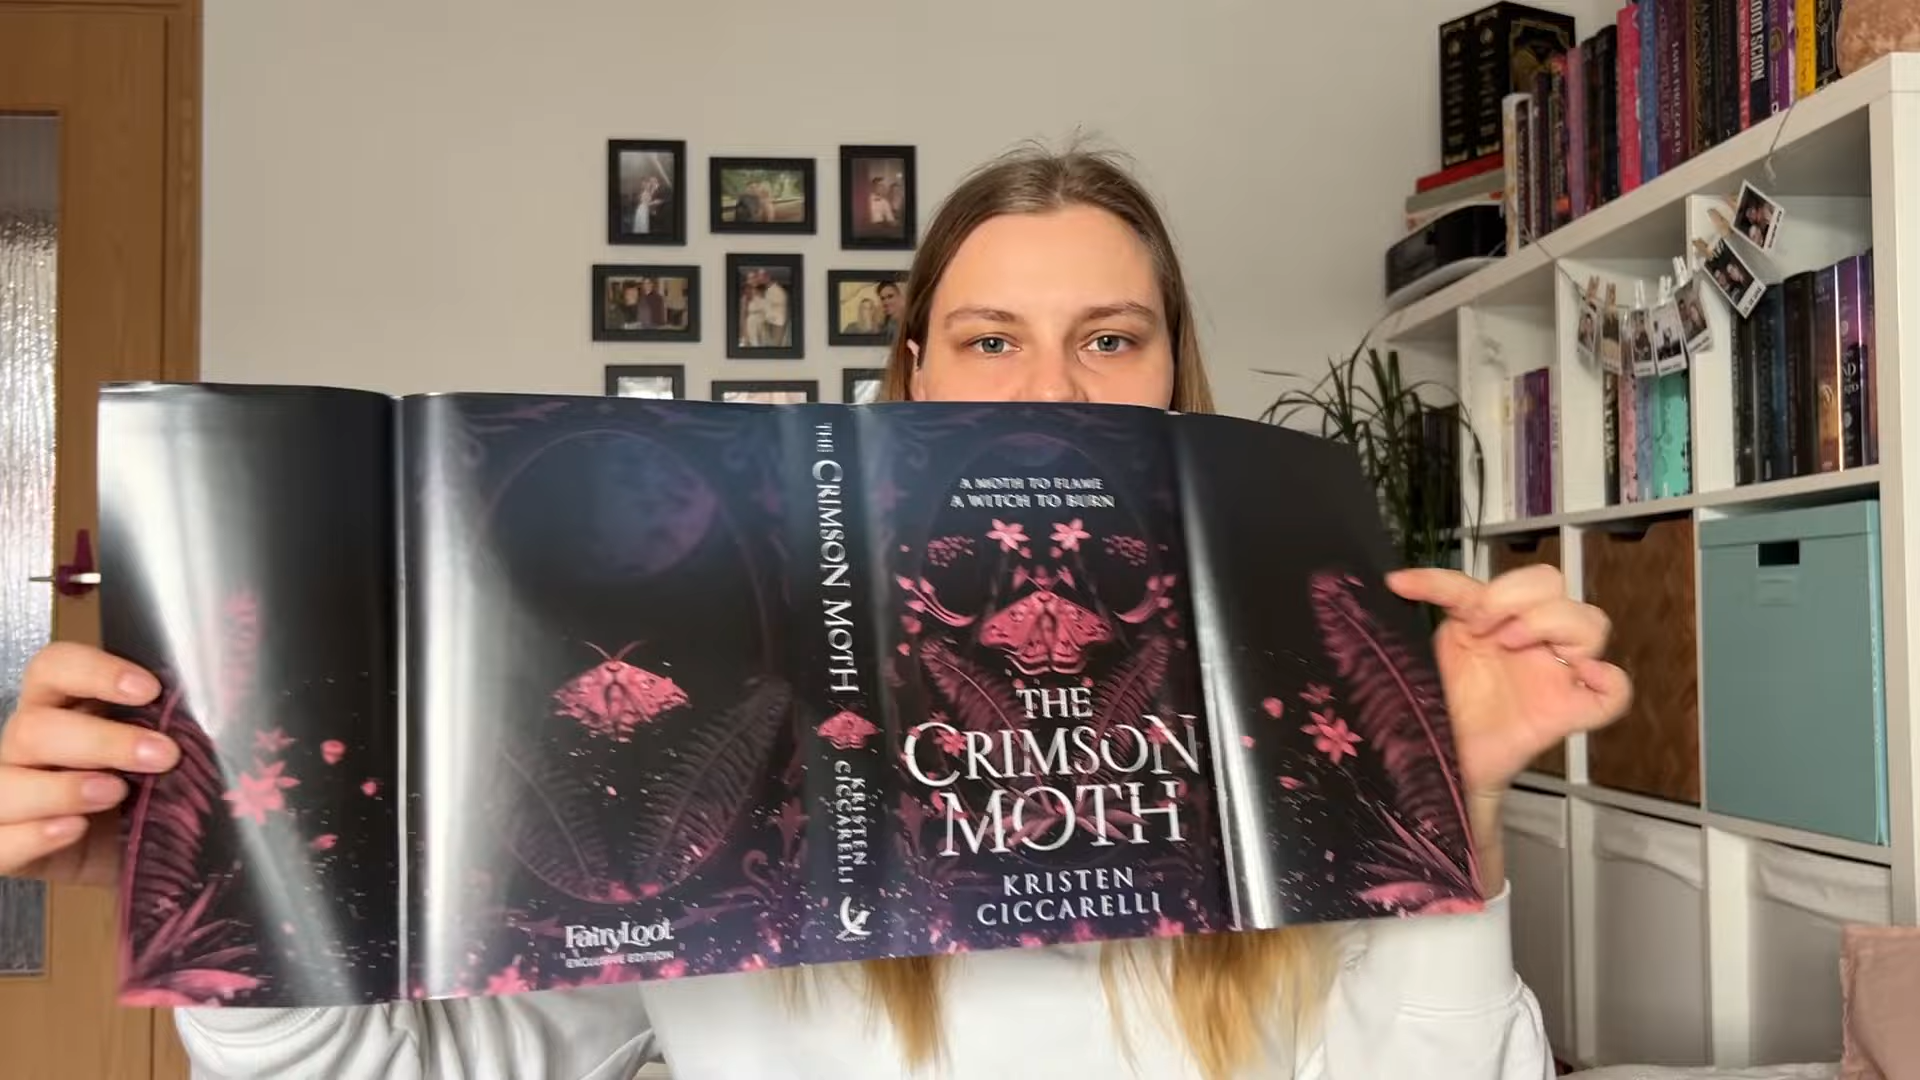 THE CRIMSON MOTH
KRISTEN
CICCARELLI
A MOTH TO FLAME
A WITCH TO BURN
THE
CRIMSON
MOTH
KRISTEN
CICCARELLI
FairyLoot
EXCLUSIVE EDITION